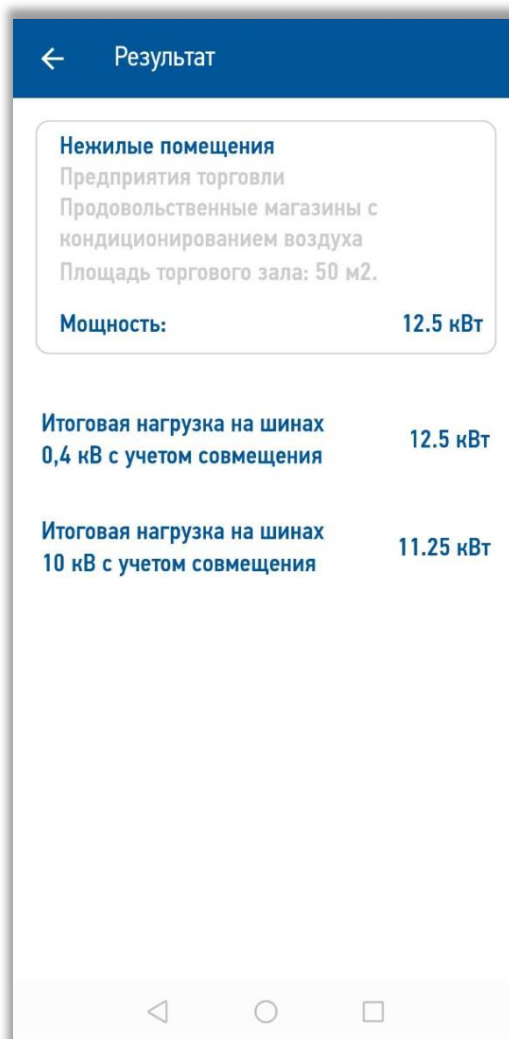 Результат
Нежилые помещения
Предприятия торговли
Продовольственные магазины с
кондиционированием воздуха
Площадь торгового зала: 50 м2.
Мощность: 12.5 кВт
Итоговая нагрузка на шинах
0,4 кВ с учетом совмещения 12.5 кВт
Итоговая нагрузка на шинах
10 кВ с учетом совмещения 11.25 кВт